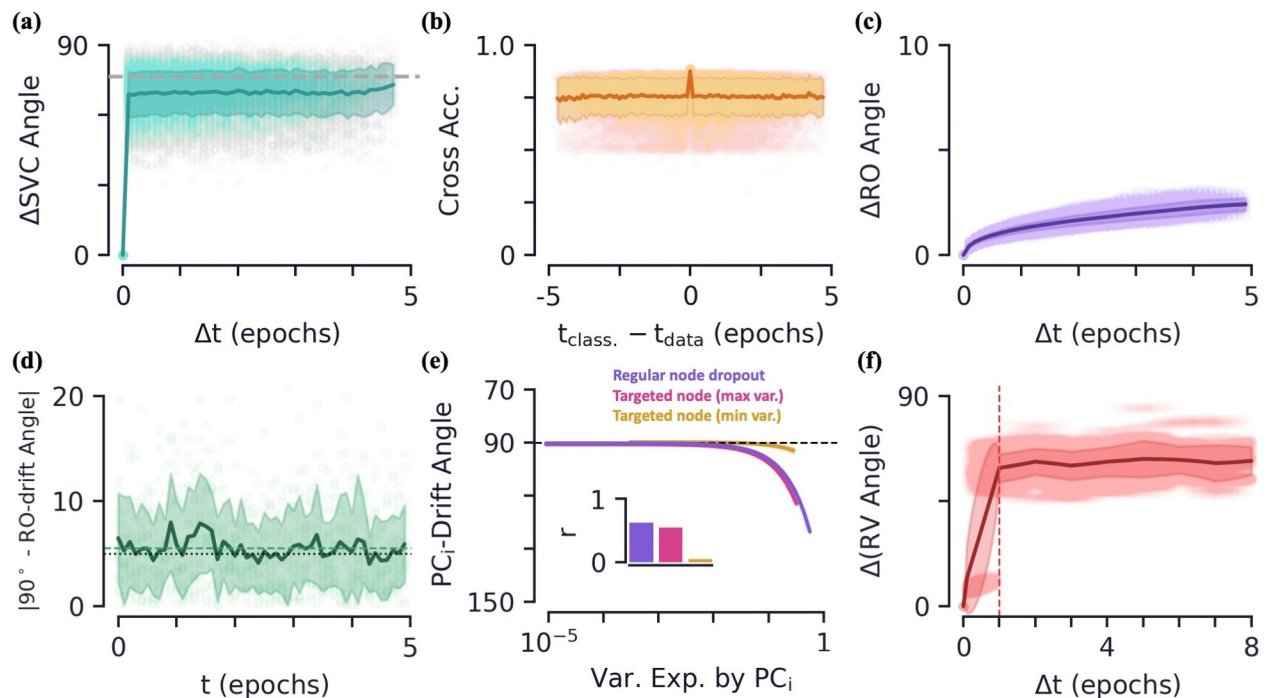 (a)
90
0
ΔSVC Angle
0
5
Δt (epochs)
(b)
1.0
0
Cross Acc.
-5
0
5
t_class. − t_data (epochs)
(c)
10
0
ΔRO Angle
0
5
Δt (epochs)
(d)
20
10
0
|90° - RO-drift Angle|
0
5
t (epochs)
(e)
Regular node dropout
Targeted node (max var.)
Targeted node (min var.)
70
90
150
PC_i-Drift Angle
1
0
r
10^-5
1
Var. Exp. by PC_i
(f)
90
0
Δ(RV Angle)
0
4
8
Δt (epochs)